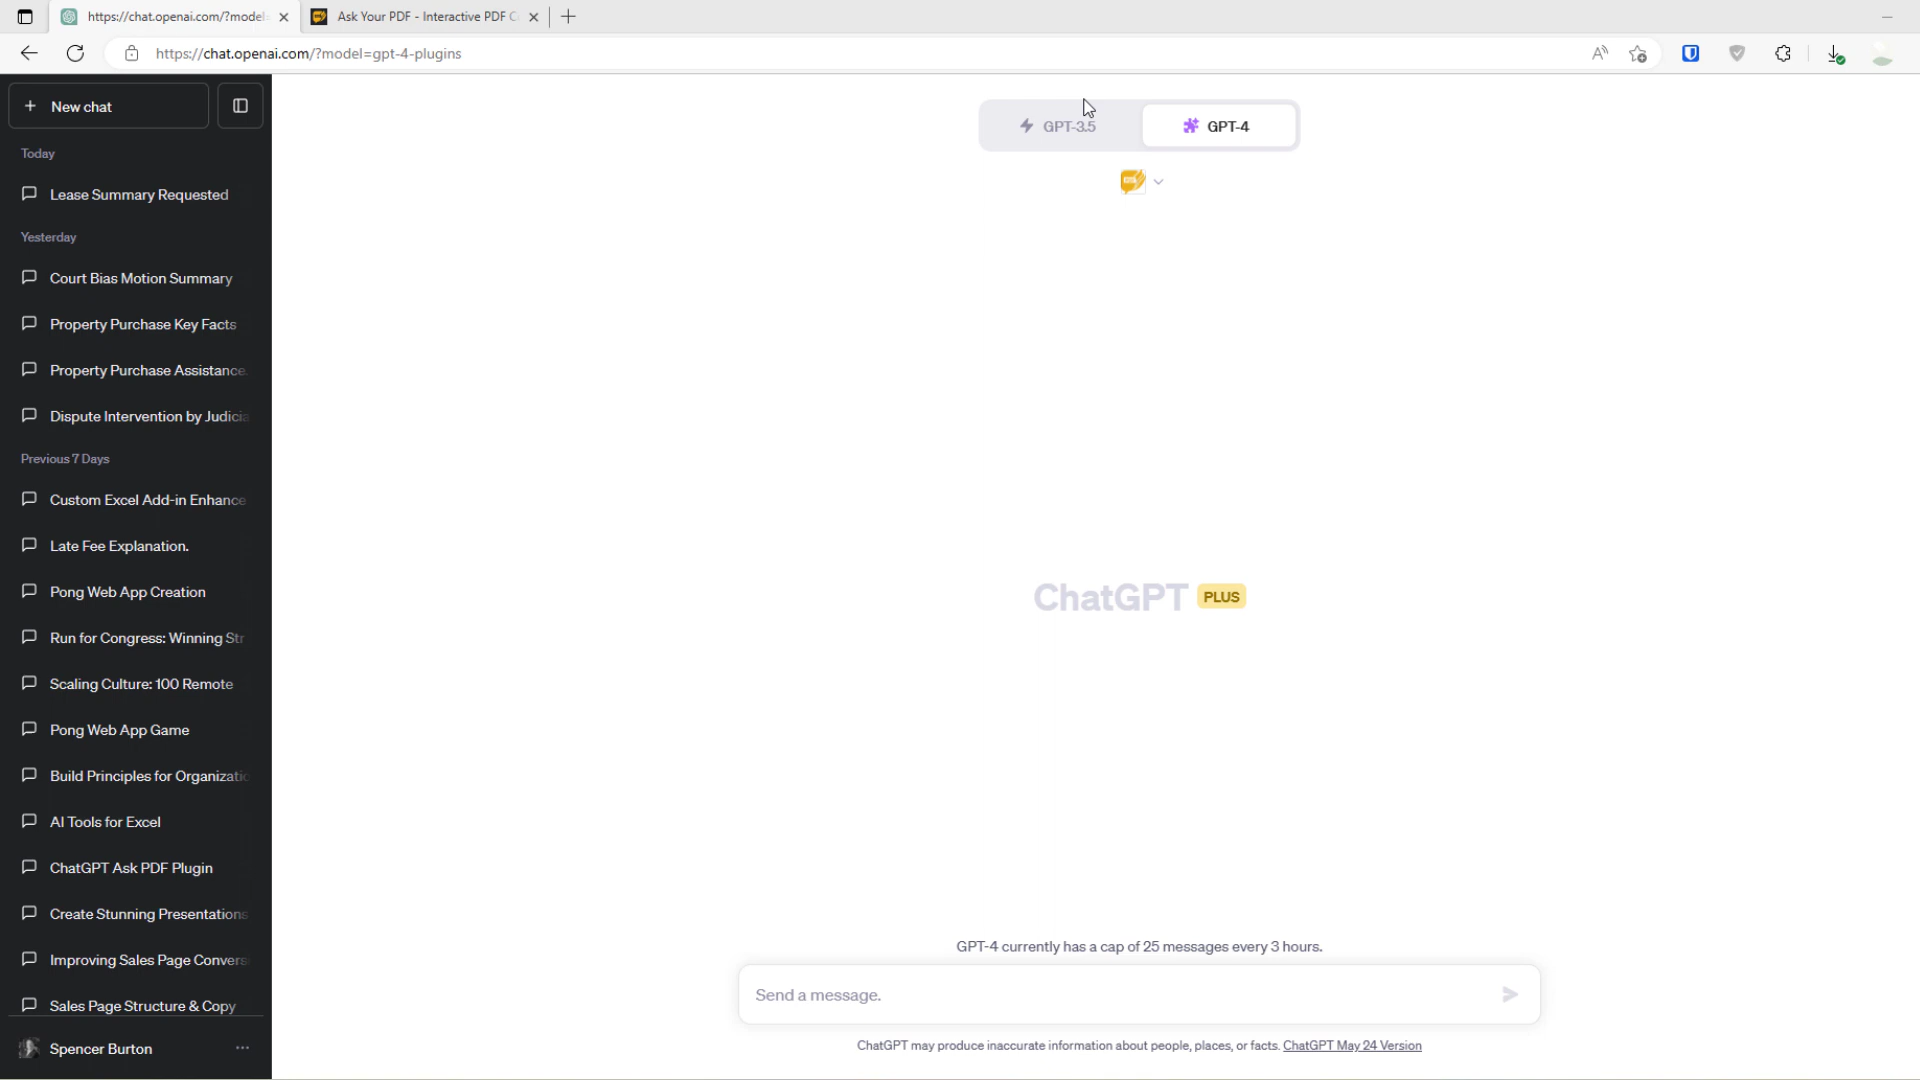 https://chat.openai.com/?model
Ask Your PDF - Interactive PDF C
https://chat.openai.com/?model=gpt-4-plugins
New chat
Today
Lease Summary Requested
Yesterday
Court Bias Motion Summary
Property Purchase Key Facts
Property Purchase Assistance.
Dispute Intervention by Judicia
Previous 7 Days
Custom Excel Add-in Enhance
Late Fee Explanation.
Pong Web App Creation
Run for Congress: Winning Str
Scaling Culture: 100 Remote
Pong Web App Game
Build Principles for Organizatio
AI Tools for Excel
ChatGPT Ask PDF Plugin
Create Stunning Presentations
Improving Sales Page Convers
Sales Page Structure & Copy
Spencer Burton
GPT-3.5
GPT-4
ChatGPT PLUS
GPT-4 currently has a cap of 25 messages every 3 hours.
Send a message.
ChatGPT may produce inaccurate information about people, places, or facts. ChatGPT May 24 Version